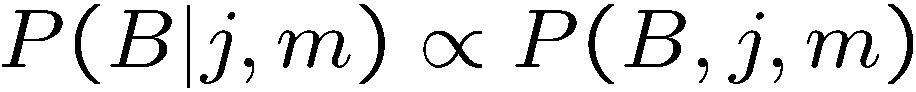 P(B|j, m) ∝ P(B, j, m)